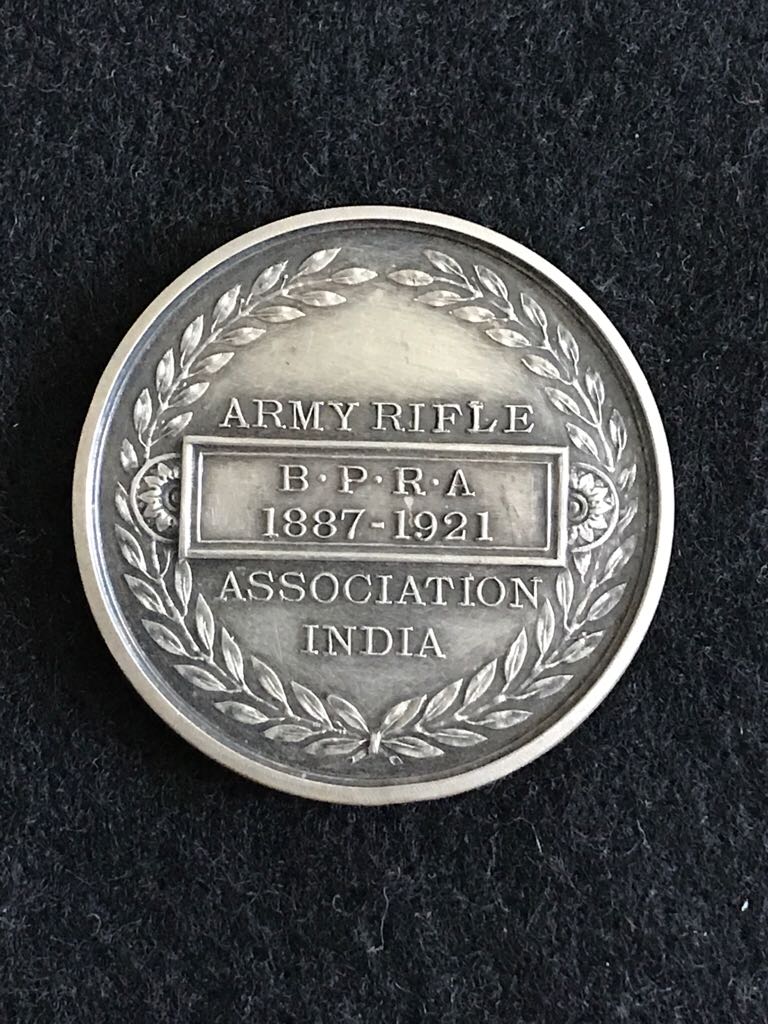 ARMY RIFLE
B·P·R·A
1887-1921
ASSOCIATION
INDIA